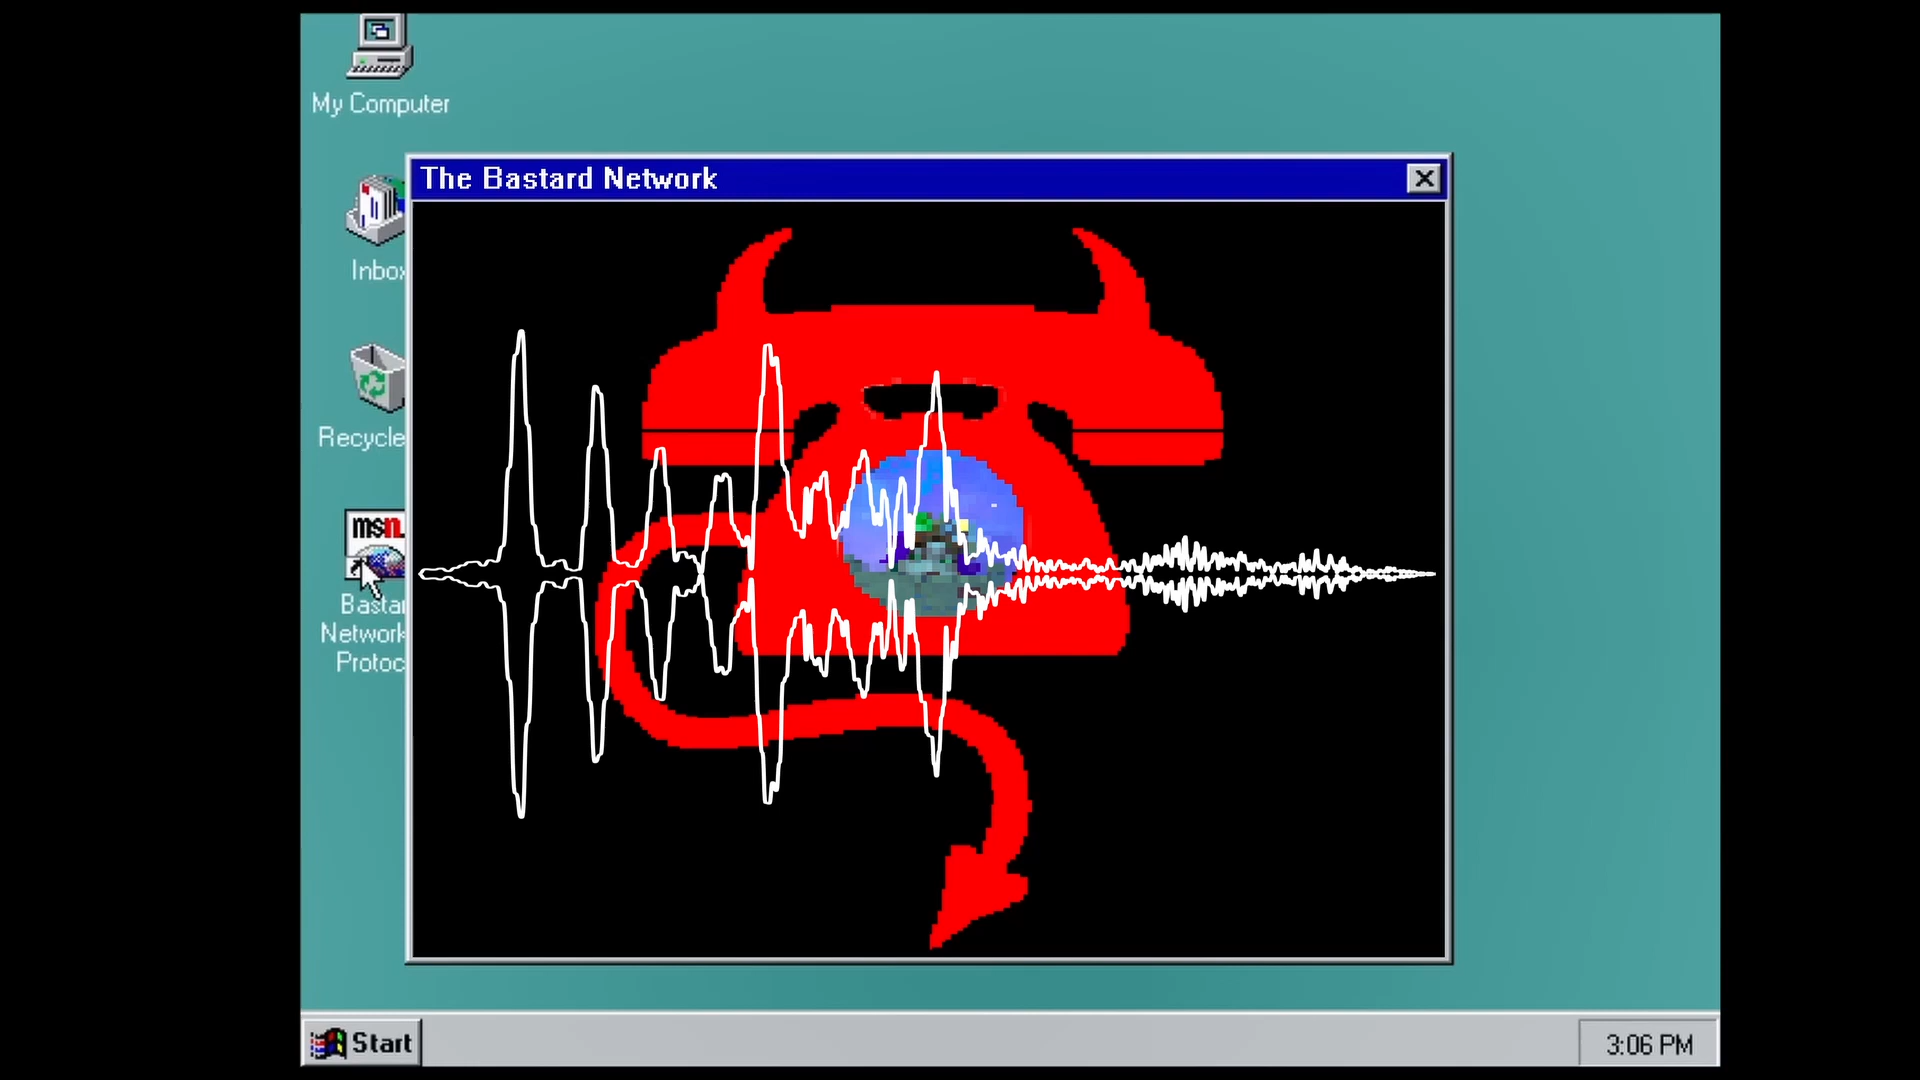 My Computer
The Bastard Network
Inbox
Recycle
msn.
Bastar
Network
Protoc
Start
3:06 PM